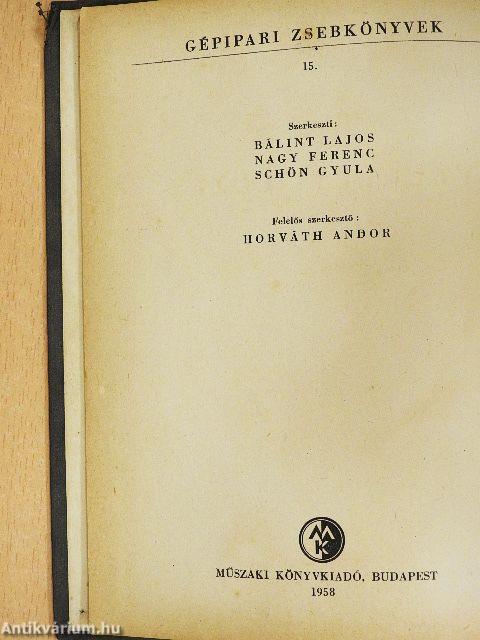 GÉPIPARI ZSEBKÖNYVEK
15.
Szerkeszti:
BÁLINT LAJOS
NAGY FERENC
SCHÖN GYULA
Felelős szerkesztő:
HORVÁTH ANDOR
MK
MŰSZAKI KÖNYVKIADÓ, BUDAPEST
1958
Antikvárium.hu